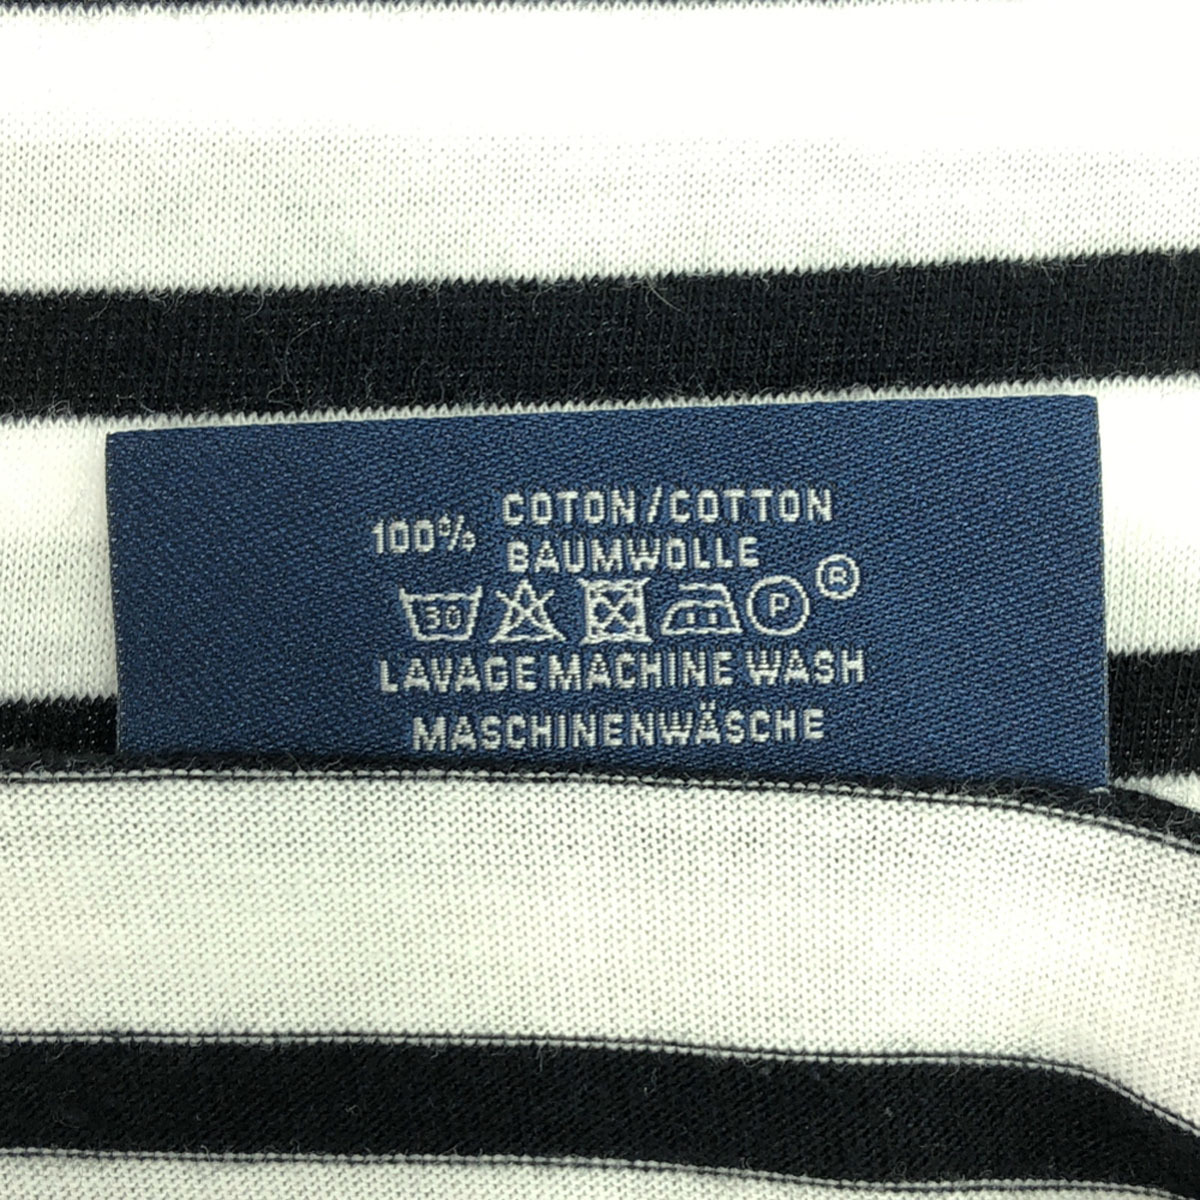 100% COTON/COTTON
BAUMWOLLE
30 P ®
LAVAGE MACHINE WASH
MASCHINENWÄSCHE